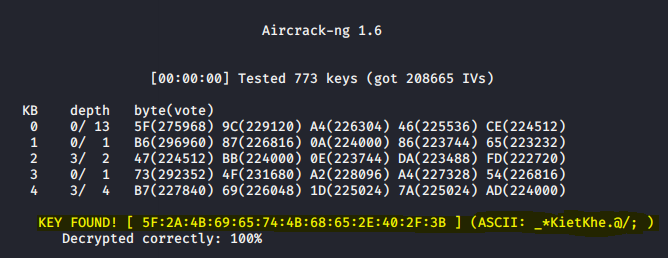 Aircrack-ng 1.6
[00:00:00] Tested 773 keys (got 208665 IVs)
KB depth byte(vote)
0 0/ 13 5F(275968) 9C(229120) A4(226304) 46(225536) CE(224512)
1 0/ 1 B6(296960) 87(226816) 0A(224000) 86(223744) 65(223232)
2 3/ 2 47(224512) BB(224000) 0E(223744) DA(223488) FD(222720)
3 0/ 1 73(292352) 4F(231680) A2(228096) A4(227328) 54(226816)
4 3/ 4 B7(227840) 69(226048) 1D(225024) 7A(225024) AD(224000)
KEY FOUND! [ 5F:2A:4B:69:65:74:4B:68:65:2E:40:2F:3B ] (ASCII: _*KietKhe.@/; )
Decrypted correctly: 100%